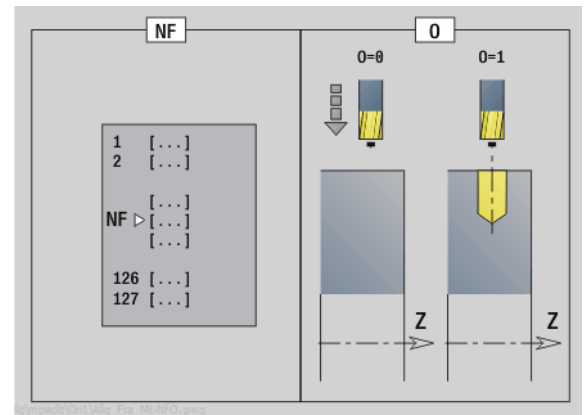 NF
1 [...]
2 [...]
[...]
NF [...]
[...]
126 [...]
127 [...]
O
O=0
O=1
Z
Z